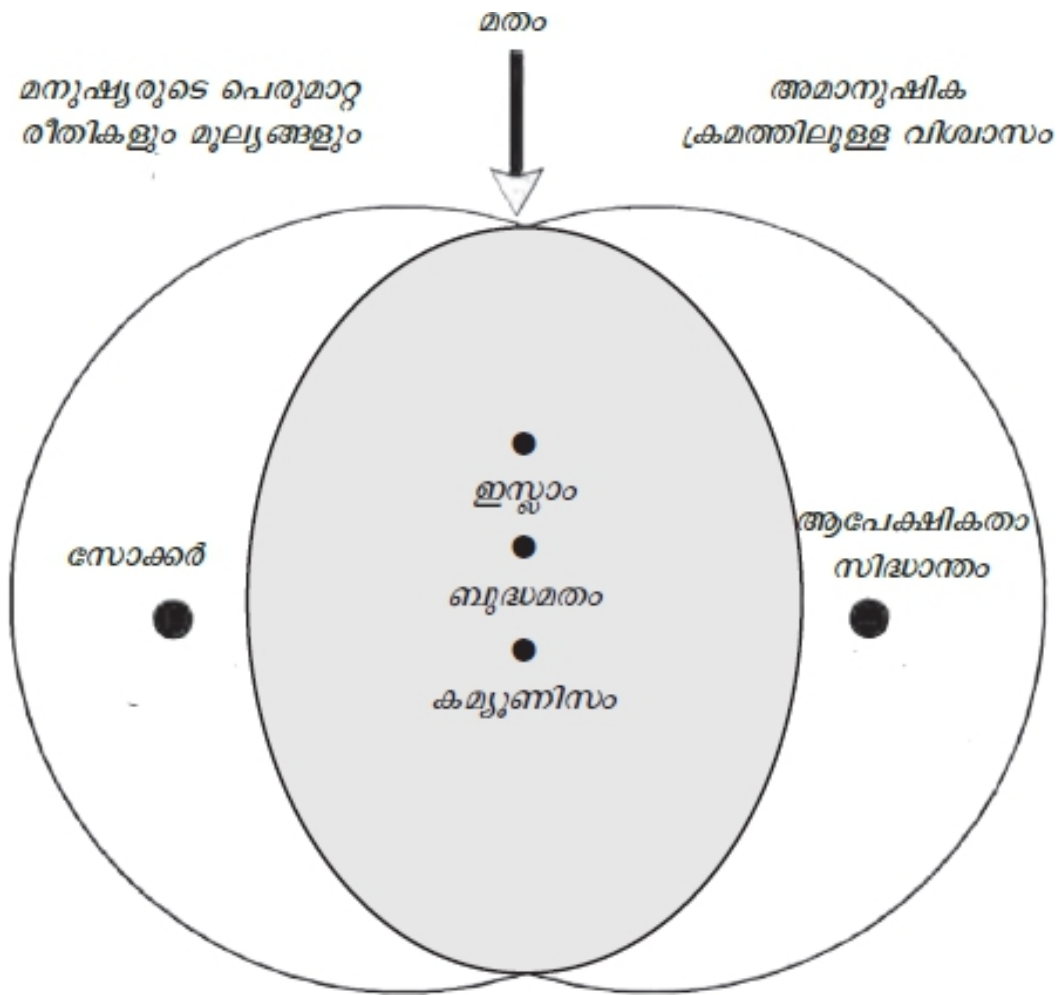 മതം
മനുഷ്യരുടെ പെരുമാറ്റ
രീതികളും മൂല്യങ്ങളും
അമാനുഷിക
ക്രമത്തിലുള്ള വിശ്വാസം
ഇസ്ലാം
ബുദ്ധമതം
കമ്യൂണിസം
സോക്കർ
ആപേക്ഷികതാ
സിദ്ധാന്തം